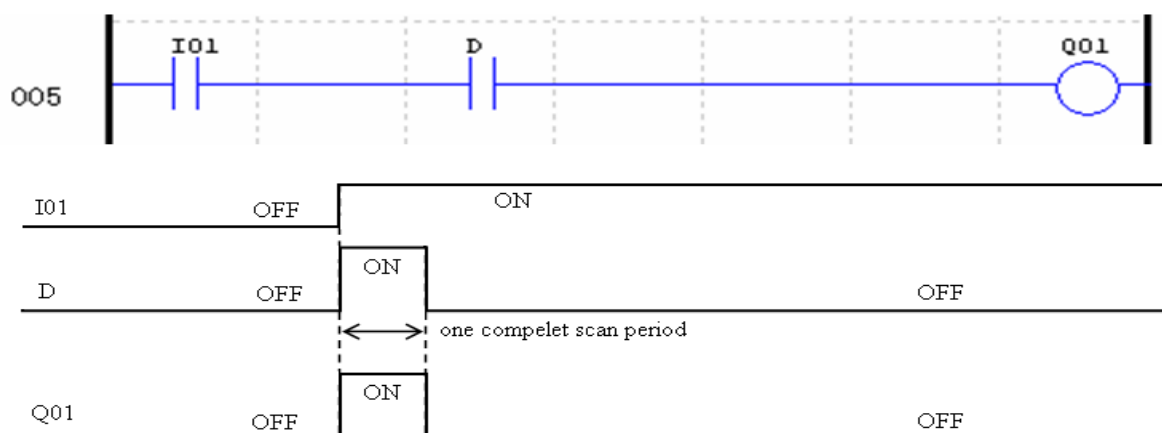 I01 D Q01
005
I01 OFF ON
ON
D OFF OFF
one compelet scan period
ON
Q01 OFF OFF